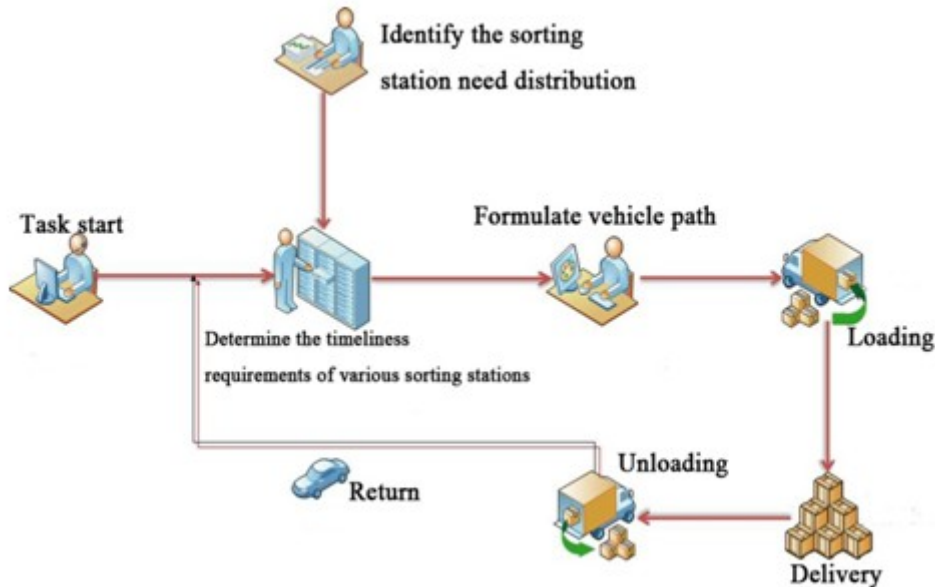 Identify the sorting
station need distribution
Task start
Formulate vehicle path
Determine the timeliness
requirements of various sorting stations
Loading
Unloading
Return
Delivery